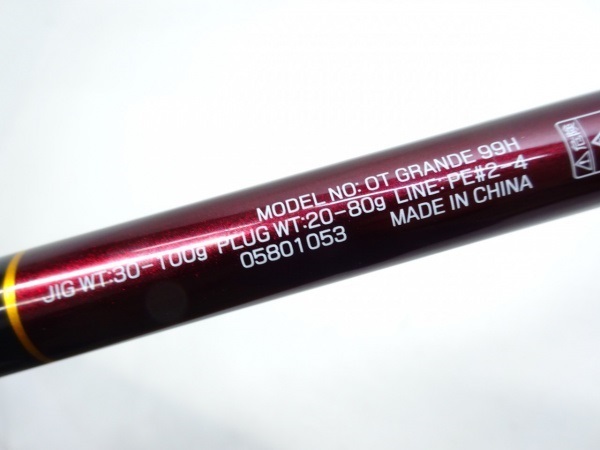 MODEL NO: OT GRANDE 99H
JIG WT:30-100g PLUG WT:20-80g LINE: PE#2-4
05801053 MADE IN CHINA